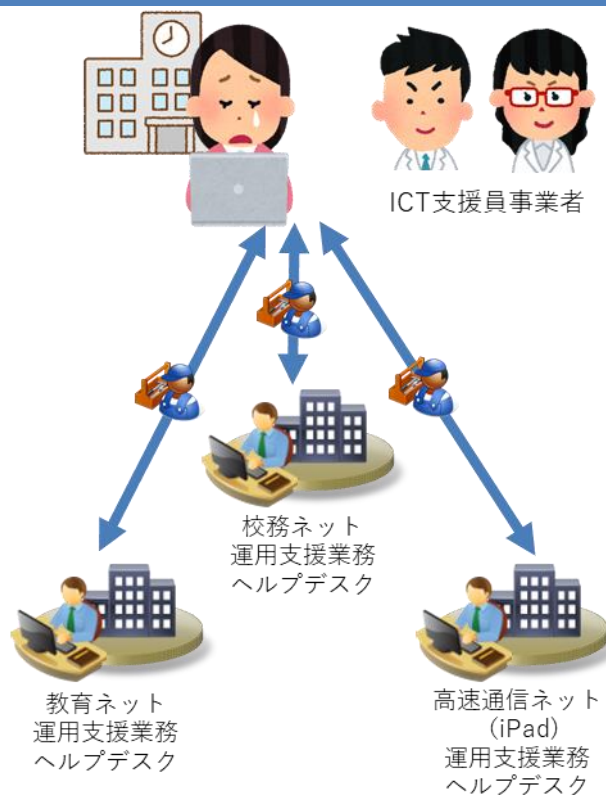 ICT支援員事業者
校務ネット
運用支援業務
ヘルプデスク
教育ネット
運用支援業務
ヘルプデスク
高速通信ネット
(iPad)
運用支援業務
ヘルプデスク